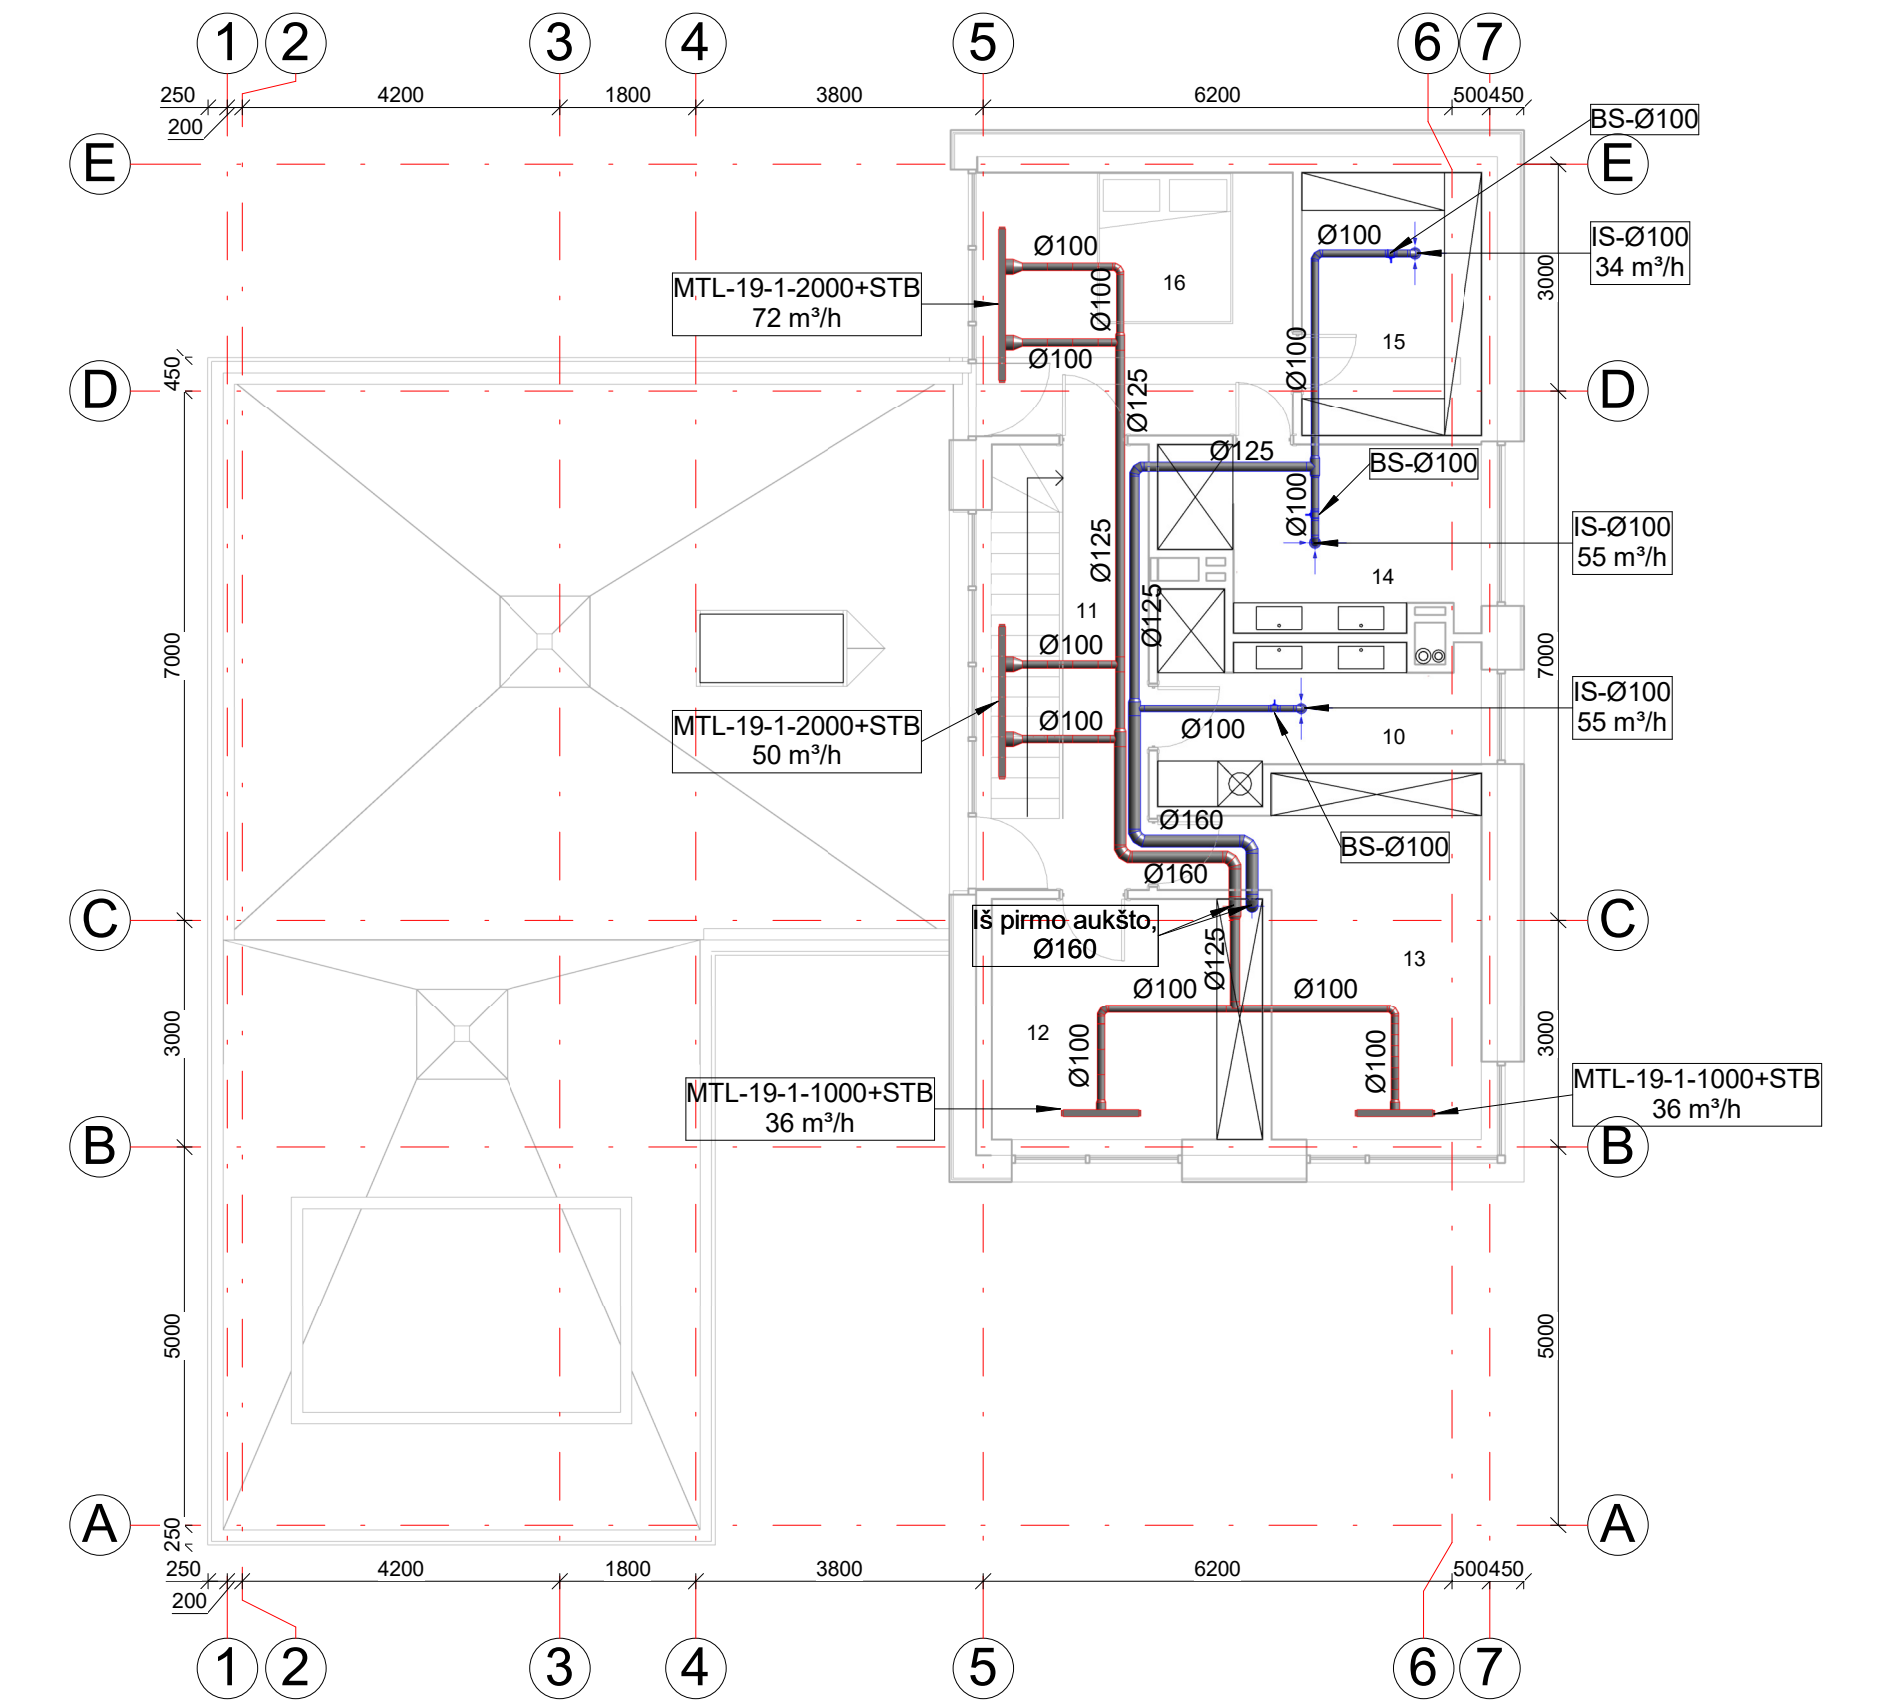 1 2 3 4 5 6 7
250 4200 1800 3800 6200 500 450
200
BS-Ø100
E E
IS-Ø100
34 m³/h
Ø100
Ø100
Ø100
3000
16
MTL-19-1-2000+STB
72 m³/h
15
Ø100
Ø100
450
D D
Ø125
Ø125
BS-Ø100
Ø100
IS-Ø100
55 m³/h
Ø125
14
Ø125
11
7000
7000
Ø100
IS-Ø100
55 m³/h
MTL-19-1-2000+STB
50 m³/h
Ø100
Ø100
10
Ø160
BS-Ø100
Ø160
C C
Iš pirmo aukšto,
Ø160
Ø125
13
Ø100
Ø100
3000
12
3000
Ø100
Ø100
MTL-19-1-1000+STB
36 m³/h
MTL-19-1-1000+STB
36 m³/h
B B
5000
5000
A A
250
250 4200 1800 3800 6200 500 450
200
1 2 3 4 5 6 7